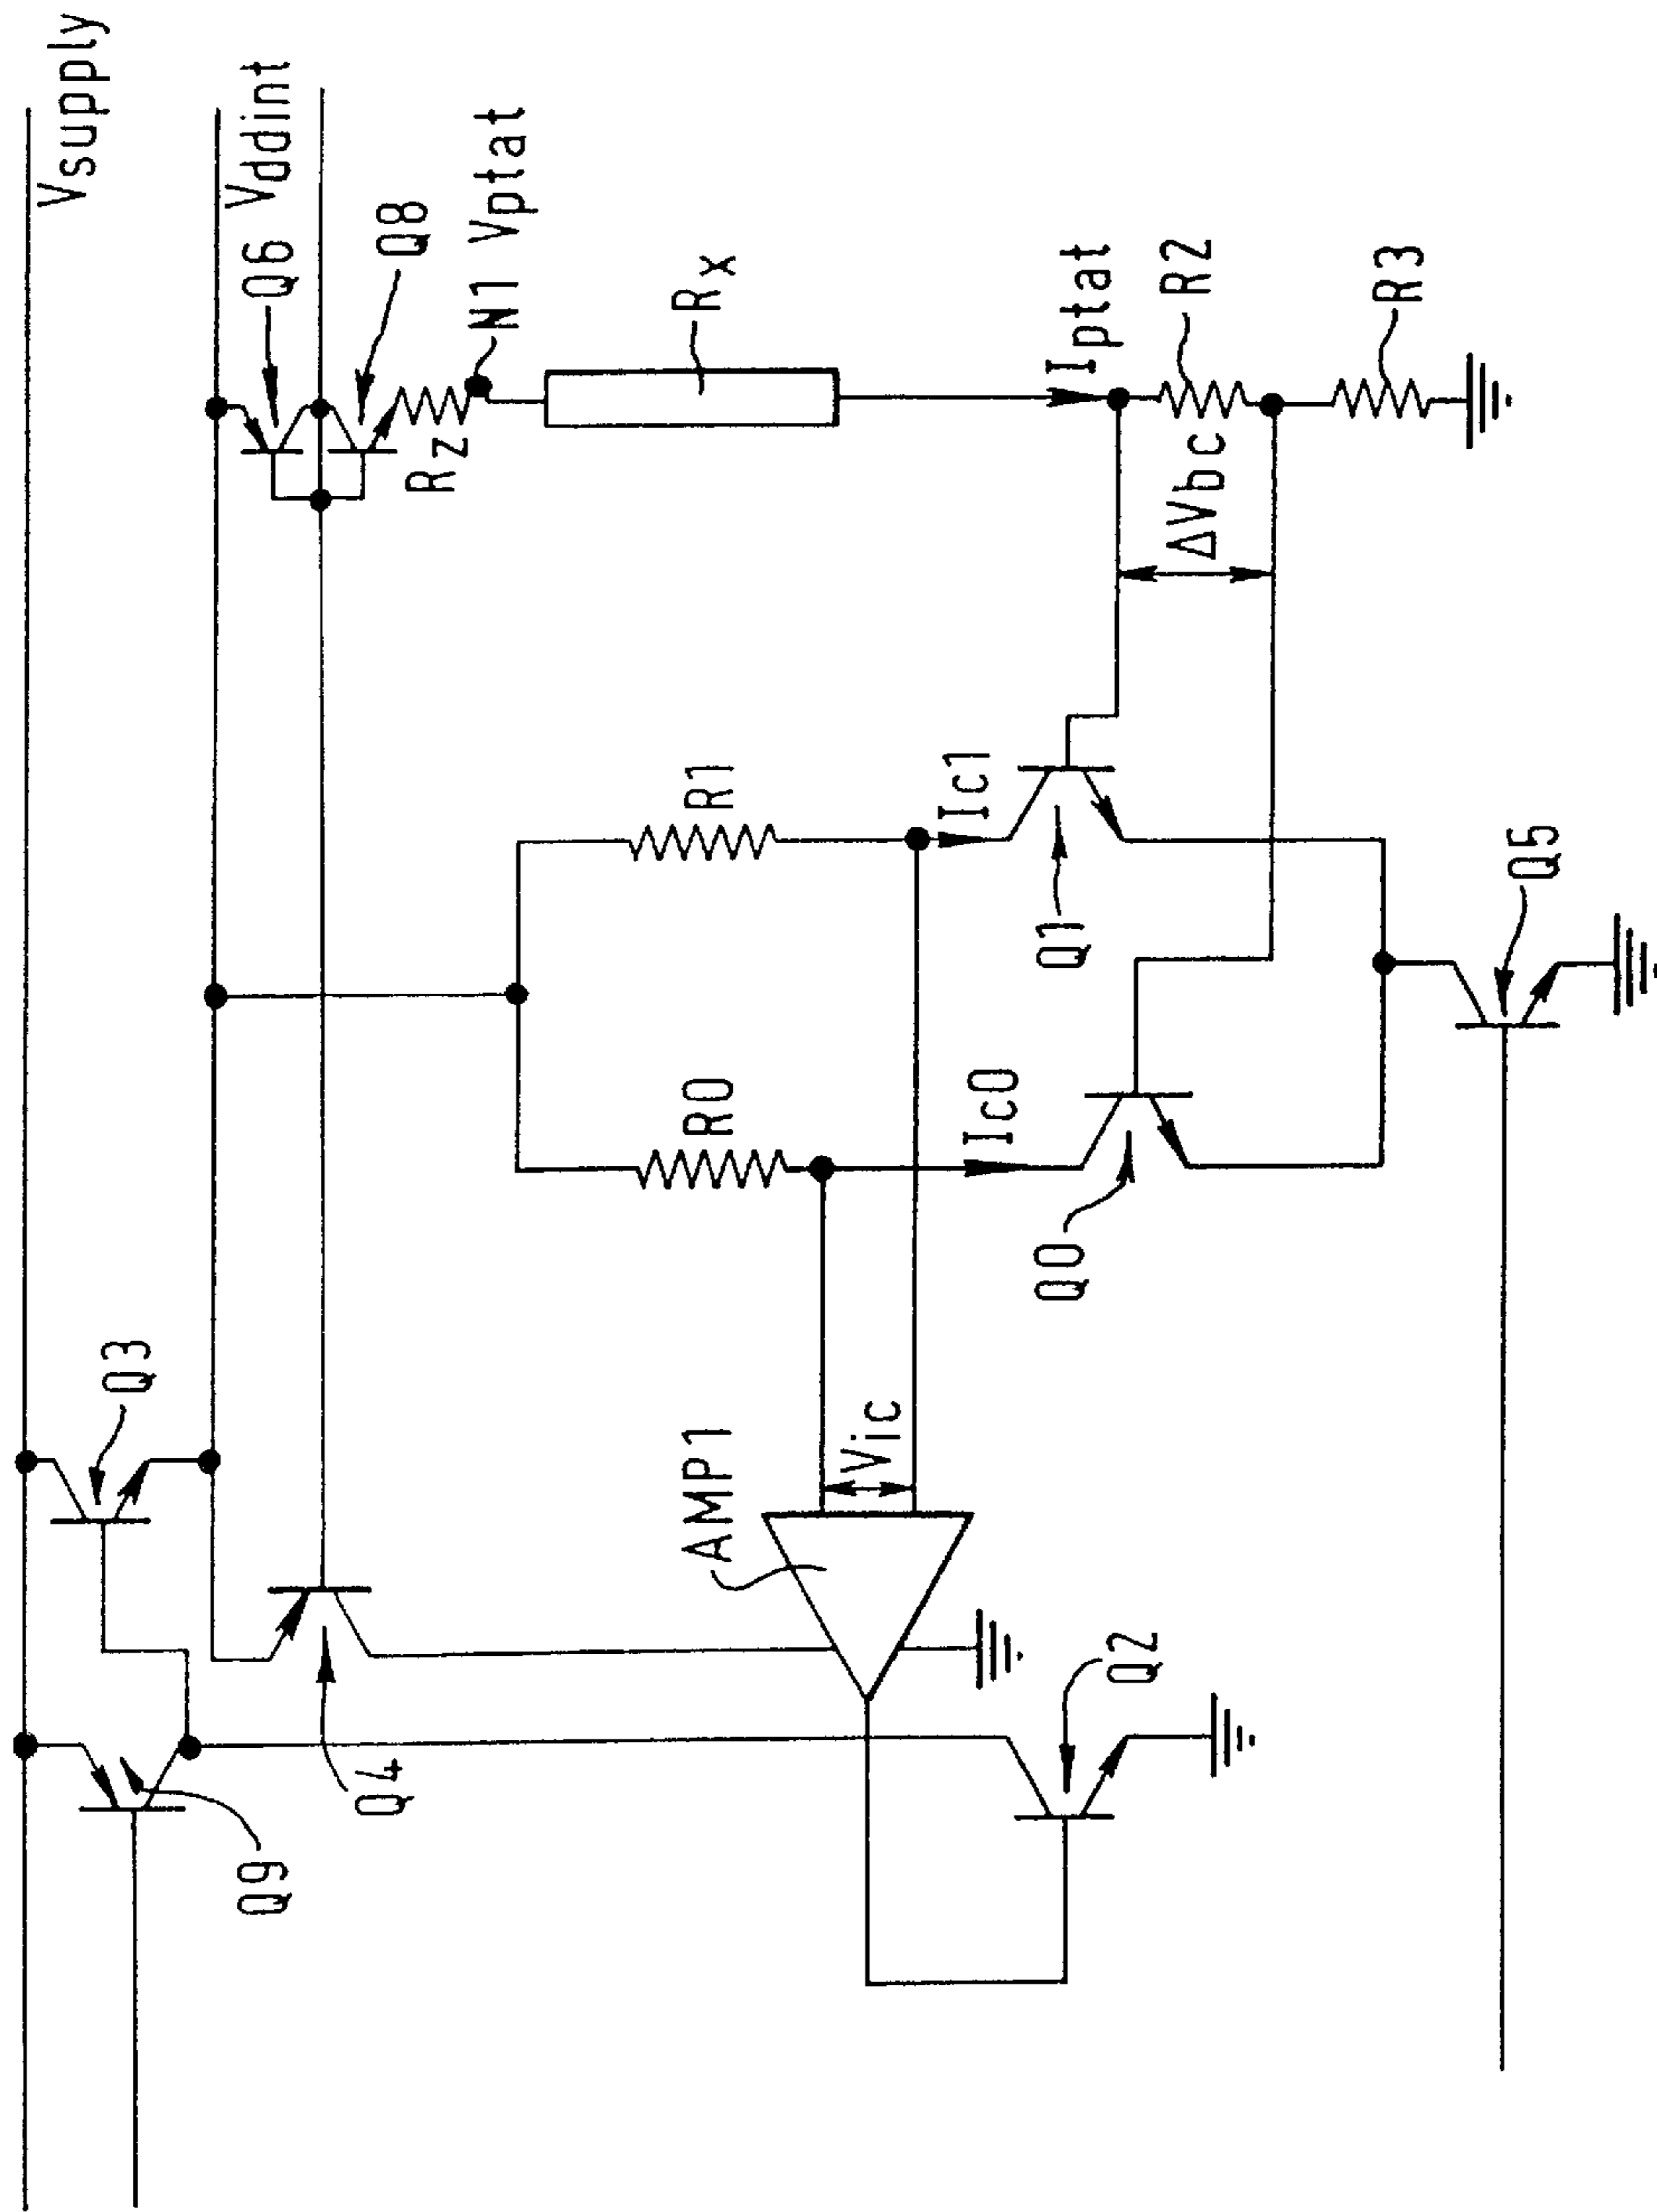 Vsupply
Vddint
Q6
Q8
Rz
N1 Vptat
Rx
Iptat
R2
ΔVbc
R3
R1
Ic1
Q1
Q5
R0
Ic0
Q0
Q3
Vic
AMP1
Q2
Q4
Q9